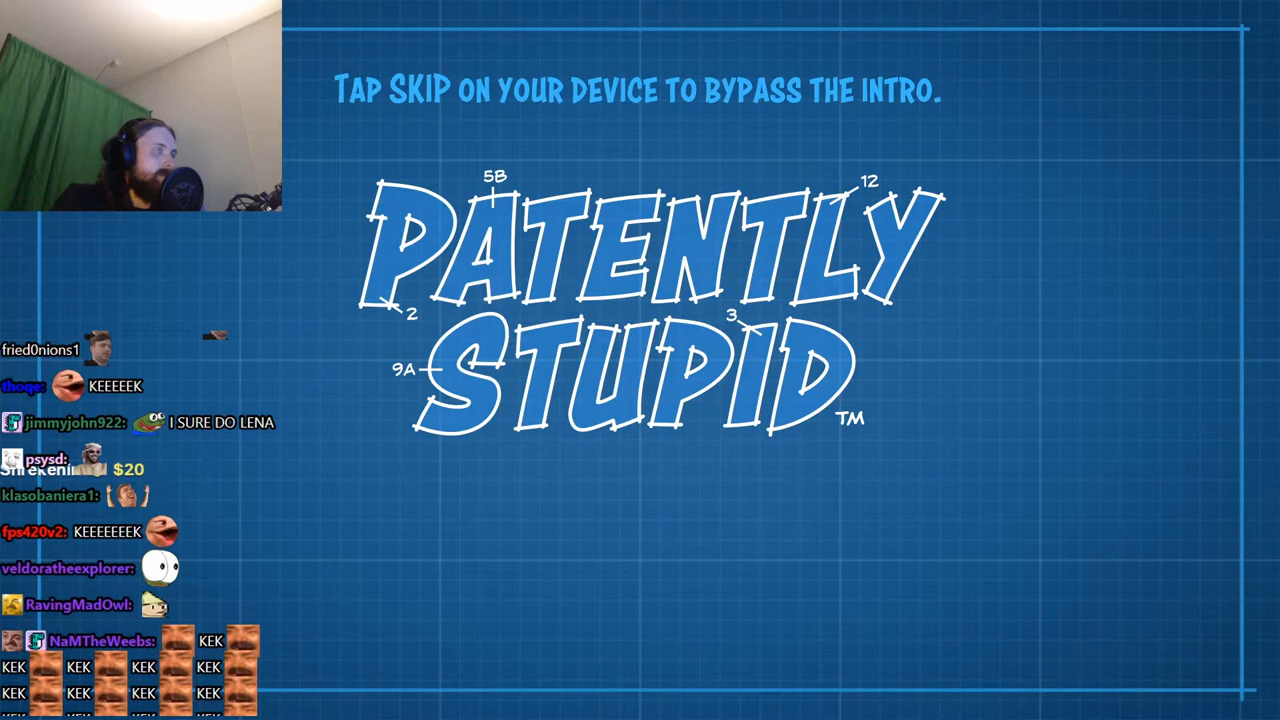 TAP SKIP ON YOUR DEVICE TO BYPASS THE INTRO.
5B
12
PATENTLY
2
3
9A
STUPID
TM
fried0nions1
thoqe: KEEEEEK
jimmyjohn922: I SURE DO LENA
psysd:
$20
klasobaniera1:
fps420v2: KEEEEEEEK
veldoratheexplorer:
RavingMadOwl:
NaMTheWeebs: KEK
KEK KEK KEK KEK
KEK KEK KEK KEK